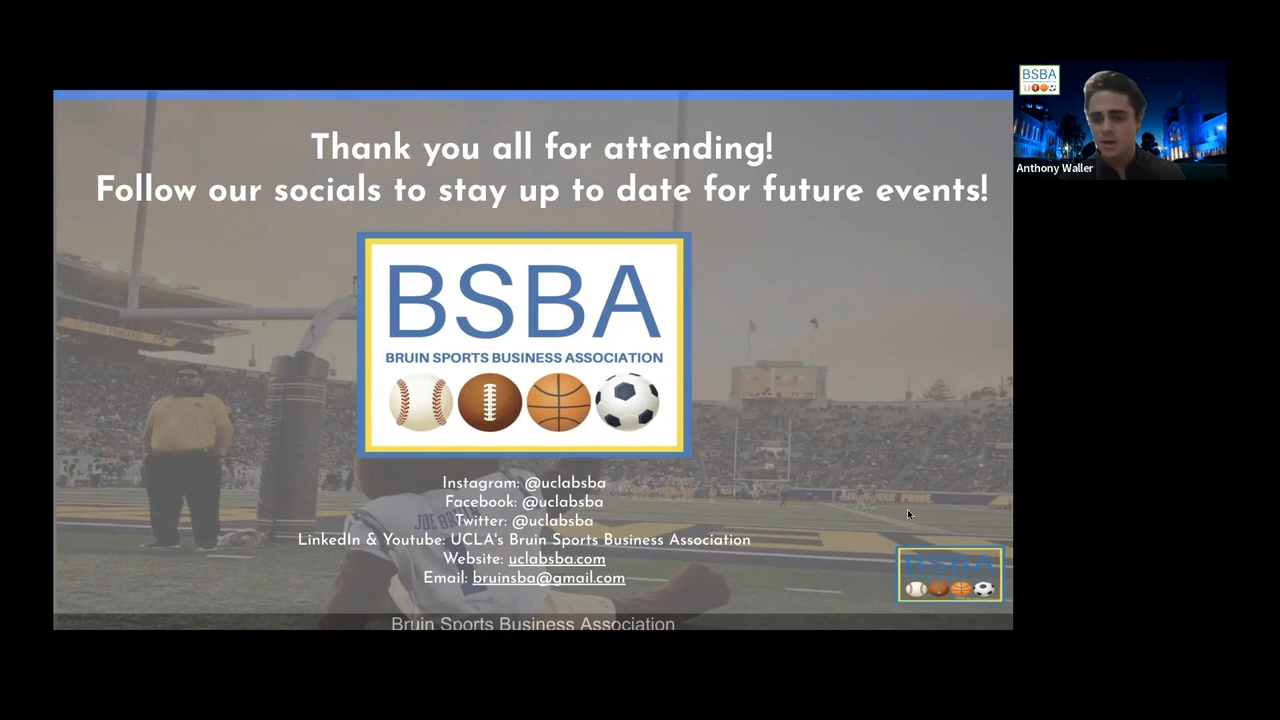 Thank you all for attending!
Follow our socials to stay up to date for future events!
BSBA
BRUIN SPORTS BUSINESS ASSOCIATION
Instagram: @uclabsba
Facebook: @uclabsba
Twitter: @uclabsba
LinkedIn & Youtube: UCLA's Bruin Sports Business Association
Website: uclabsba.com
Email: bruinsba@gmail.com
BSBA
Bruin Sports Business Association
BSBA
Anthony Waller